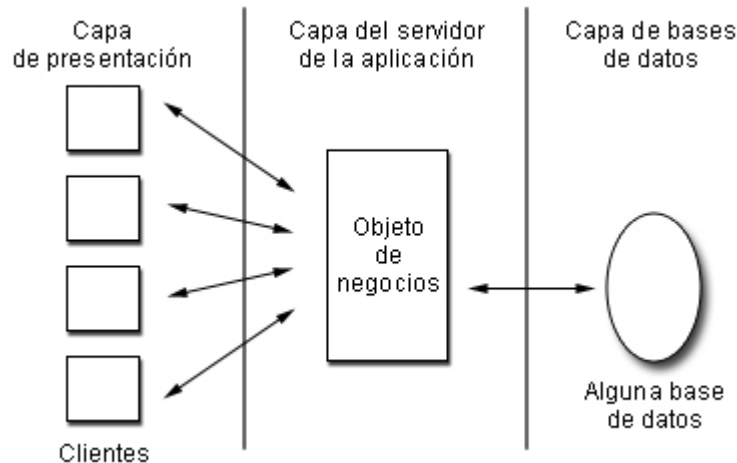 Capa
de presentación
Capa del servidor
de la aplicación
Capa de bases
de datos
Objeto
de
negocios
Alguna base
de datos
Clientes